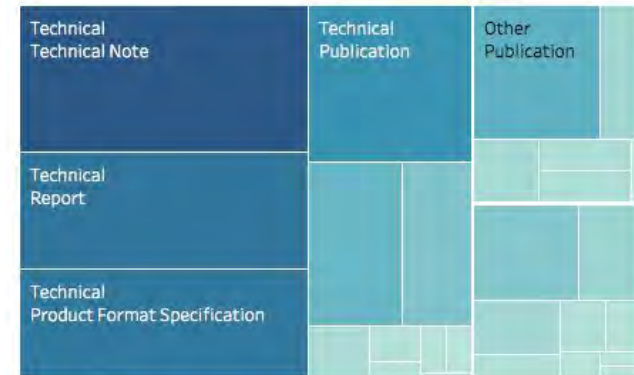 Technical
Technical Note
Technical
Report
Technical
Product Format Specification
Technical
Publication
Other
Publication